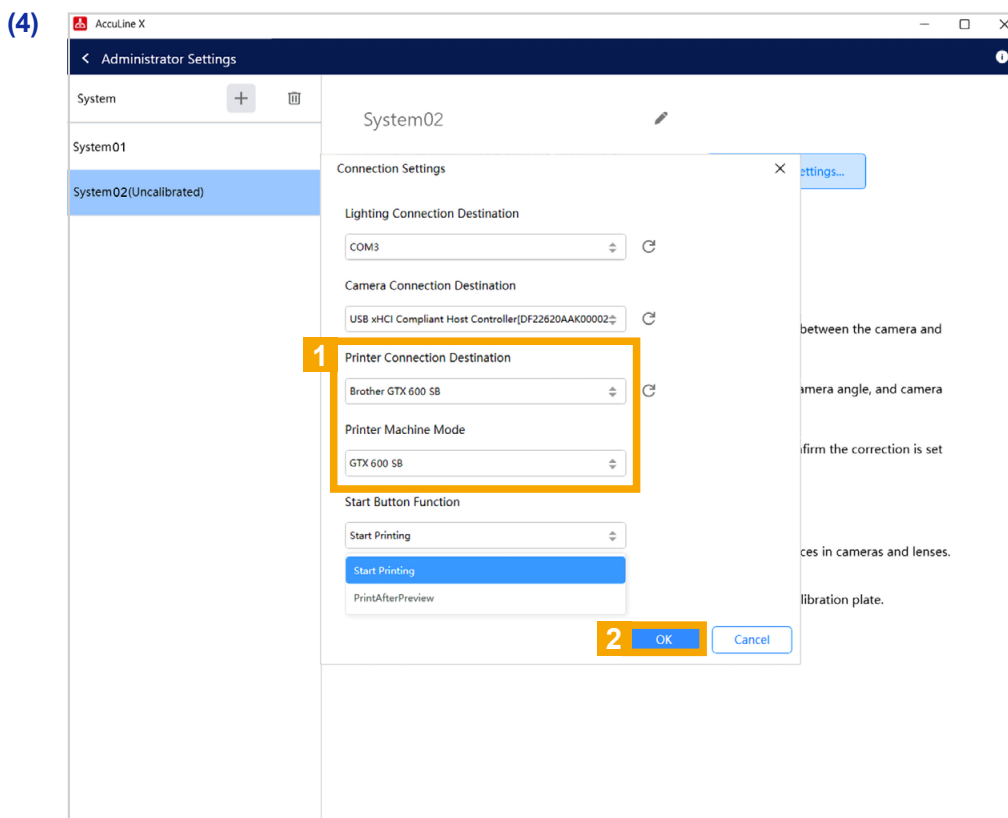 (4)
AccuLine X
Administrator Settings
System
System01
System02(Uncalibrated)
System02
ettings...
Connection Settings
Lighting Connection Destination
COM3
Camera Connection Destination
USB xHCI Compliant Host Controller[DF22620AAK00002
between the camera and
1
Printer Connection Destination
Brother GTX 600 SB
amera angle, and camera
Printer Machine Mode
GTX 600 SB
firm the correction is set
Start Button Function
Start Printing
Start Printing
PrintAfterPreview
ces in cameras and lenses.
libration plate.
2
OK
Cancel